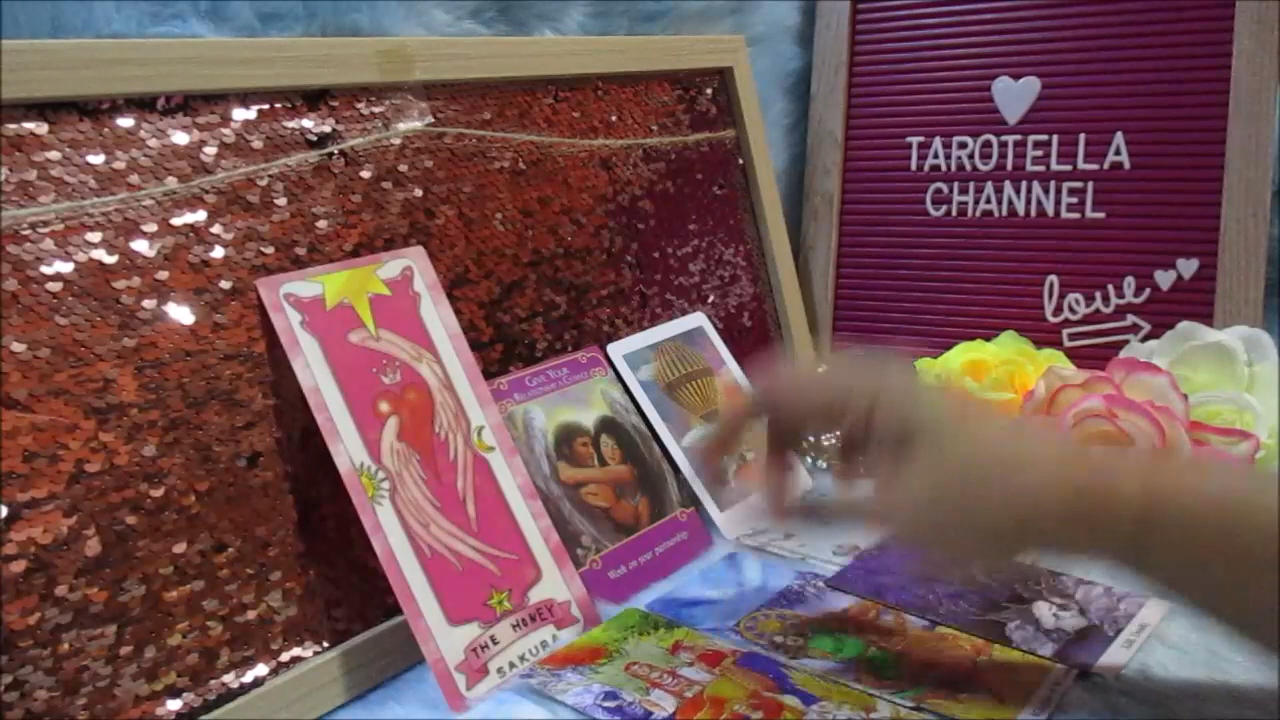 TAROTELLA
CHANNEL
love
GIVE YOUR
RELATIONSHIP A CHANCE
Work on your partnership
THE HONEY
SAKURA